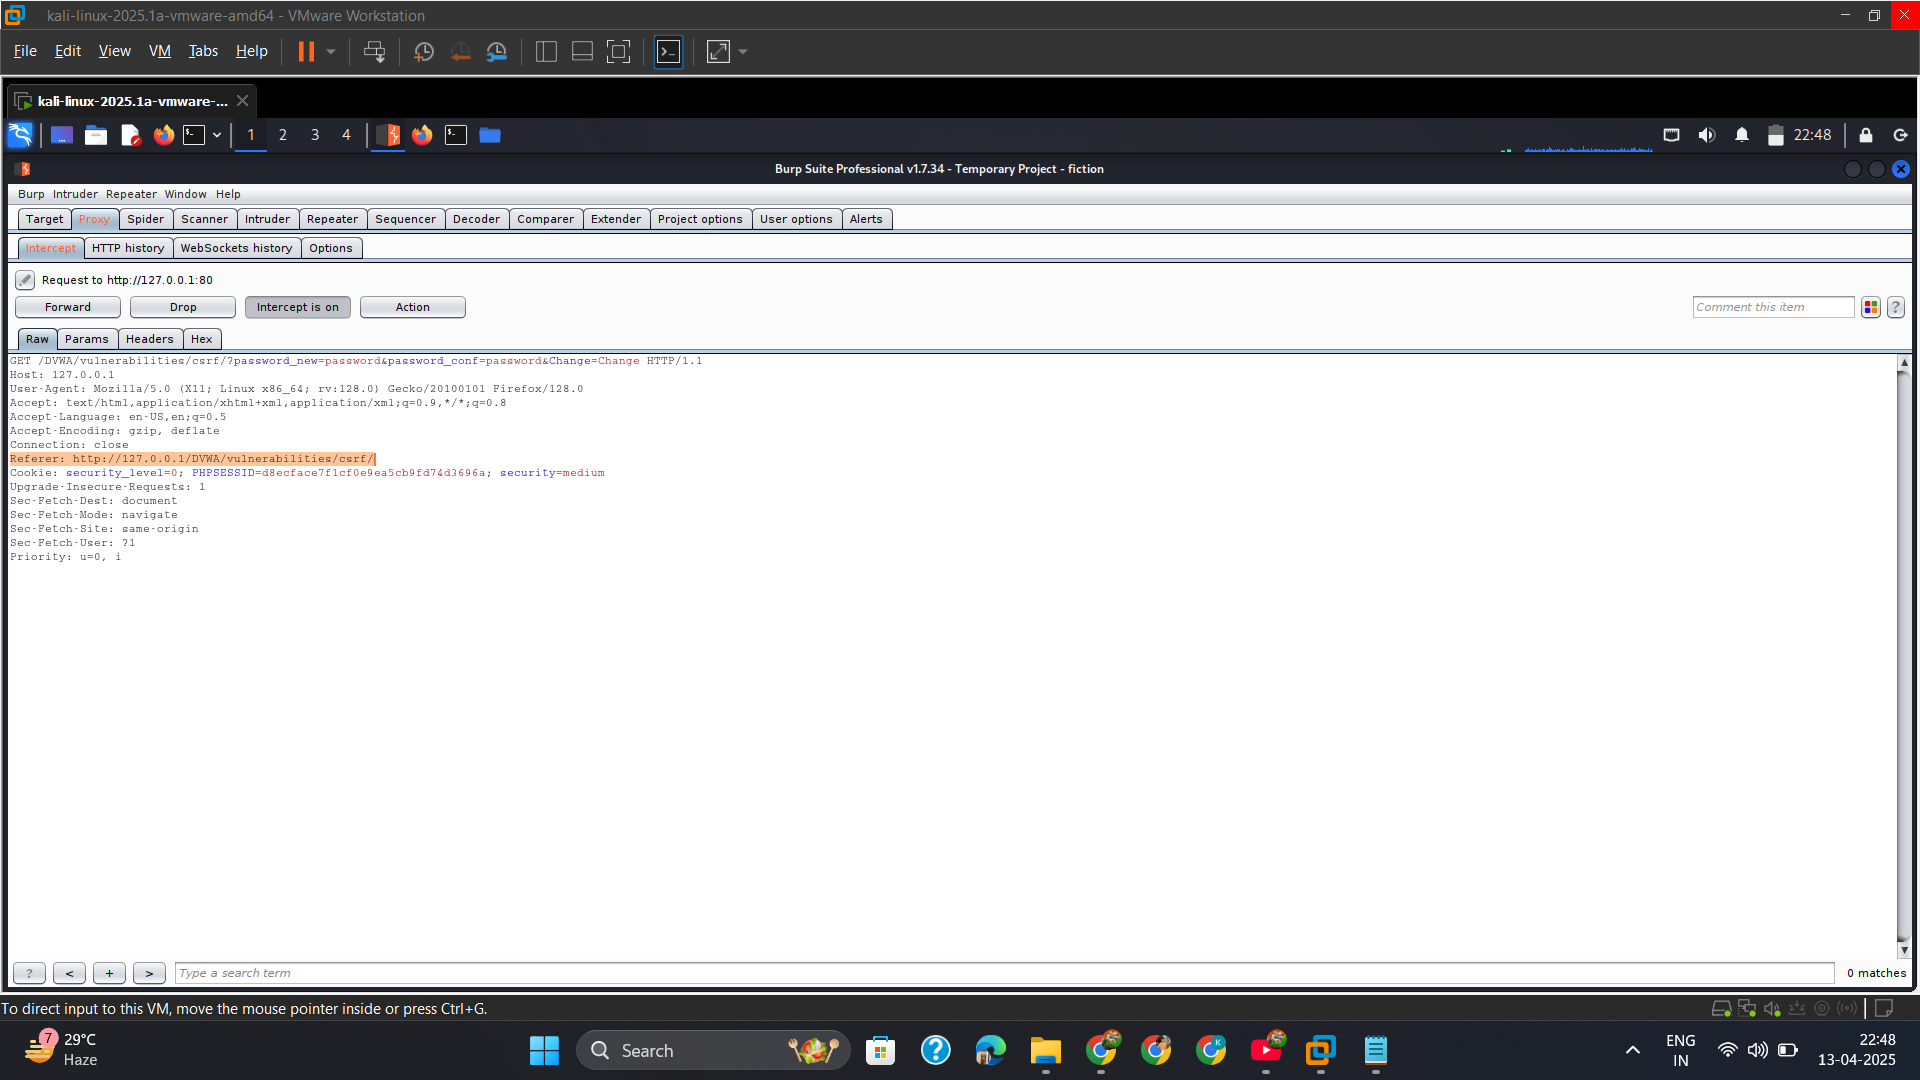 kali-linux-2025.1a-vmware-amd64 - VMware Workstation
File Edit View VM Tabs Help
kali-linux-2025.1a-vmware-...
1 2 3 4 22:48
Burp Suite Professional v1.7.34 - Temporary Project - fiction
Burp Intruder Repeater Window Help
Target Proxy Spider Scanner Intruder Repeater Sequencer Decoder Comparer Extender Project options User options Alerts
Intercept HTTP history WebSockets history Options
Request to http://127.0.0.1:80
Forward Drop Intercept is on Action Comment this item ?
Raw Params Headers Hex
GET /DVWA/vulnerabilities/csrf/?password_new=password&password_conf=password&Change=Change HTTP/1.1
Host: 127.0.0.1
User-Agent: Mozilla/5.0 (X11; Linux x86_64; rv:128.0) Gecko/20100101 Firefox/128.0
Accept: text/html,application/xhtml+xml,application/xml;q=0.9,*/*;q=0.8
Accept-Language: en-US,en;q=0.5
Accept-Encoding: gzip, deflate
Connection: close
Referer: http://127.0.0.1/DVWA/vulnerabilities/csrf/
Cookie: security_level=0; PHPSESSID=d8ecface7f1cf0e9ea5cb9fd74d3696a; security=medium
Upgrade-Insecure-Requests: 1
Sec-Fetch-Dest: document
Sec-Fetch-Mode: navigate
Sec-Fetch-Site: same-origin
Sec-Fetch-User: ?1
Priority: u=0, i
? < + > Type a search term 0 matches
To direct input to this VM, move the mouse pointer inside or press Ctrl+G.
7 29°C
Haze
Search
ENG
IN
22:48
13-04-2025